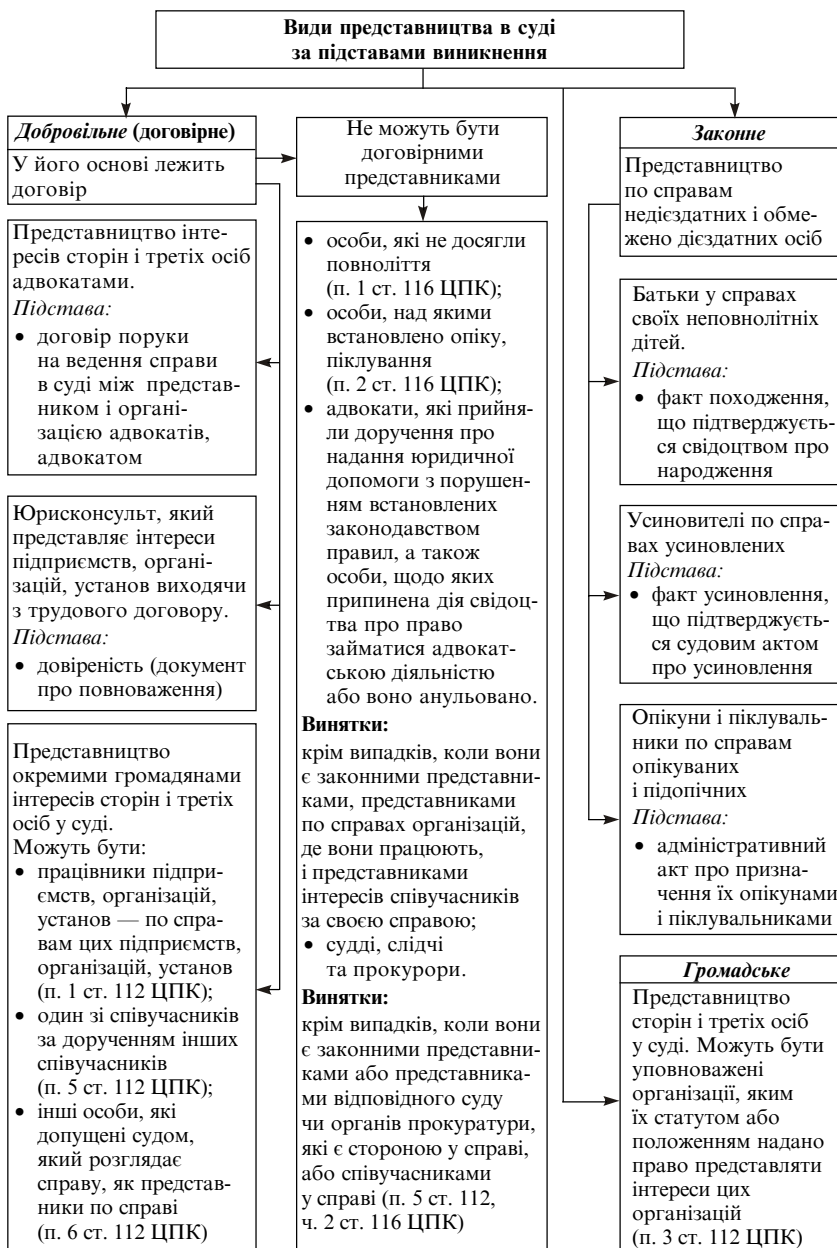 Види представництва в суді
за підставами виникнення
Добровільне (договірне)
У його основі лежить
договір
Представництво інте-
ресів сторін і третіх осіб
адвокатами.
Підстава:
• договір поруки
на ведення справи
в суді між представ-
ником і органі-
зацією адвокатів,
адвокатом
Юрисконсульт, який
представляє інтереси
підприємств, органі-
зацій, установ виходячи
з трудового договору.
Підстава:
• довіреність (документ
про повноваження)
Представництво
окремими громадянами
інтересів сторін і третіх
осіб у суді.
Можуть бути:
• працівники підпри-
ємств, організацій,
установ — по спра-
вам цих підприємств,
організацій, установ
(п. 1 ст. 112 ЦПК);
• один зі співучасників
за дорученням інших
співучасників
(п. 5 ст. 112 ЦПК);
• інші особи, які
допущені судом,
який розглядає
справу, як представ-
ники по справі
(п. 6 ст. 112 ЦПК)
Не можуть бути
договірними
представниками
• особи, які не досягли
повноліття
(п. 1 ст. 116 ЦПК);
• особи, над якими
встановлено опіку,
піклування
(п. 2 ст. 116 ЦПК);
• адвокати, які прийня-
ли доручення про
надання юридичної
допомоги з порушен-
ням встановлених
законодавством
правил, а також
особи, щодо яких
припинена дія свідоц-
тва про право
займатися адвокат-
ською діяльністю
або воно анульовано.
Винятки:
крім випадків, коли вони
є законними представни-
ками, представниками
по справах організацій,
де вони працюють,
і представниками
інтересів співучасників
за своєю справою;
• судді, слідчі
та прокурори.
Винятки:
крім випадків, коли вони
є законними представни-
ками або представника-
ми відповідного суду
чи органів прокуратури,
які є стороною у справі,
або співучасниками
у справі (п. 5 ст. 112,
ч. 2 ст. 116 ЦПК)
Законне
Представництво
по справам
недієздатних і обме-
жено дієздатних осіб
Батьки у справах
своїх неповнолітніх
дітей.
Підстава:
• факт походження,
що підтверджуєть-
ся свідоцтвом про
народження
Усиновителі по спра-
вах усиновлених
Підстава:
• факт усиновлення,
що підтверджуєть-
ся судовим актом
про усиновлення
Опікуни і піклуваль-
ники по справам
опікуваних
і підопічних
Підстава:
• адміністративний
акт про призна-
чення їх опікунами
і піклувальниками
Громадське
Представництво
сторін і третіх осіб
у суді. Можуть бути
уповноважені
організації, яким
їх статутом або
положенням надано
право представляти
інтереси цих
організацій
(п. 3 ст. 112 ЦПК)